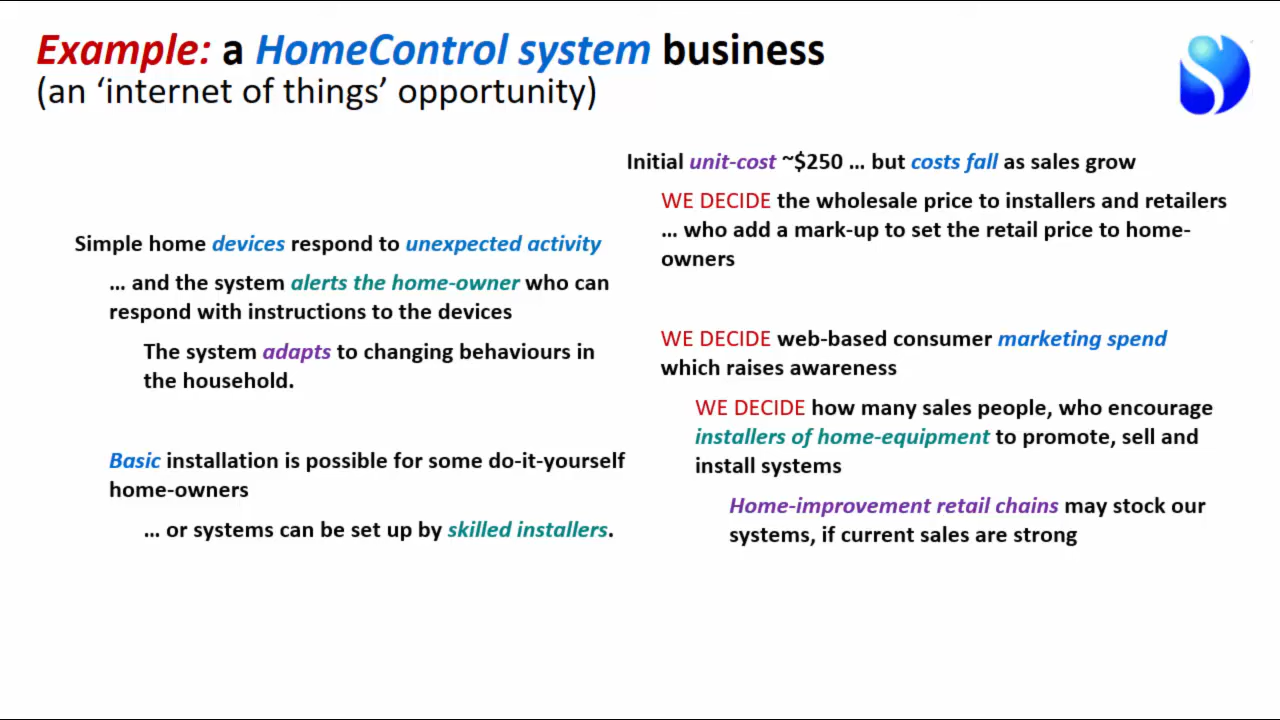 Example: a HomeControl system business
(an ‘internet of things’ opportunity)
Simple home devices respond to unexpected activity
… and the system alerts the home-owner who can
respond with instructions to the devices
The system adapts to changing behaviours in
the household.
Basic installation is possible for some do-it-yourself
home-owners
… or systems can be set up by skilled installers.
Initial unit-cost ~$250 … but costs fall as sales grow
WE DECIDE the wholesale price to installers and retailers
… who add a mark-up to set the retail price to home-
owners
WE DECIDE web-based consumer marketing spend
which raises awareness
WE DECIDE how many sales people, who encourage
installers of home-equipment to promote, sell and
install systems
Home-improvement retail chains may stock our
systems, if current sales are strong